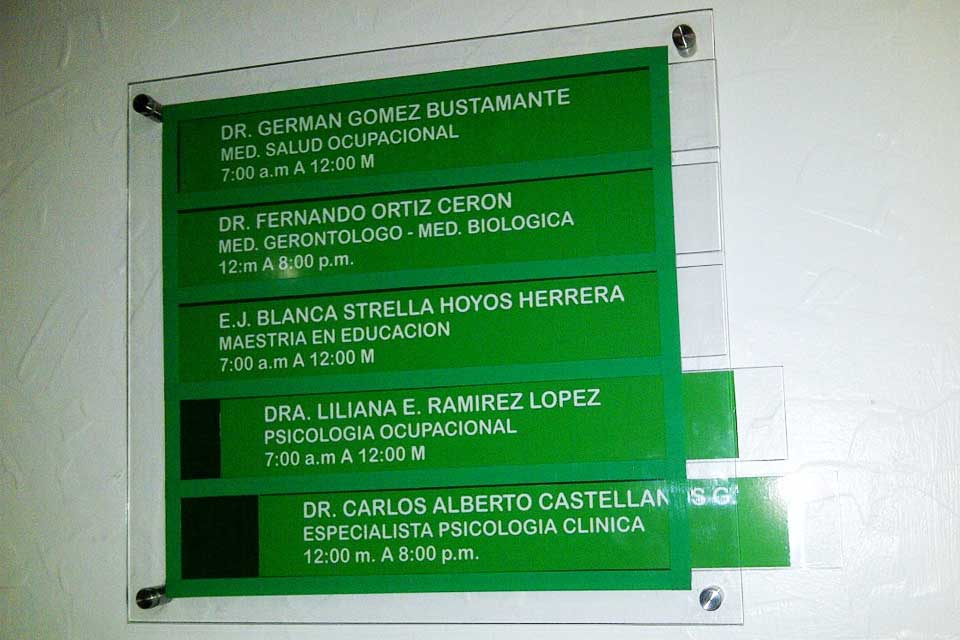 DR. GERMAN GOMEZ BUSTAMANTE
MED. SALUD OCUPACIONAL
7:00 a.m A 12:00 M
DR. FERNANDO ORTIZ CERON
MED. GERONTOLOGO - MED. BIOLOGICA
12:m A 8:00 p.m.
E.J. BLANCA STRELLA HOYOS HERRERA
MAESTRIA EN EDUCACION
7:00 a.m A 12:00 M
DRA. LILIANA E. RAMIREZ LOPEZ
PSICOLOGIA OCUPACIONAL
7:00 a.m A 12:00 M
DR. CARLOS ALBERTO CASTELLANOS G
ESPECIALISTA PSICOLOGIA CLINICA
12:00 m. A 8:00 p.m.